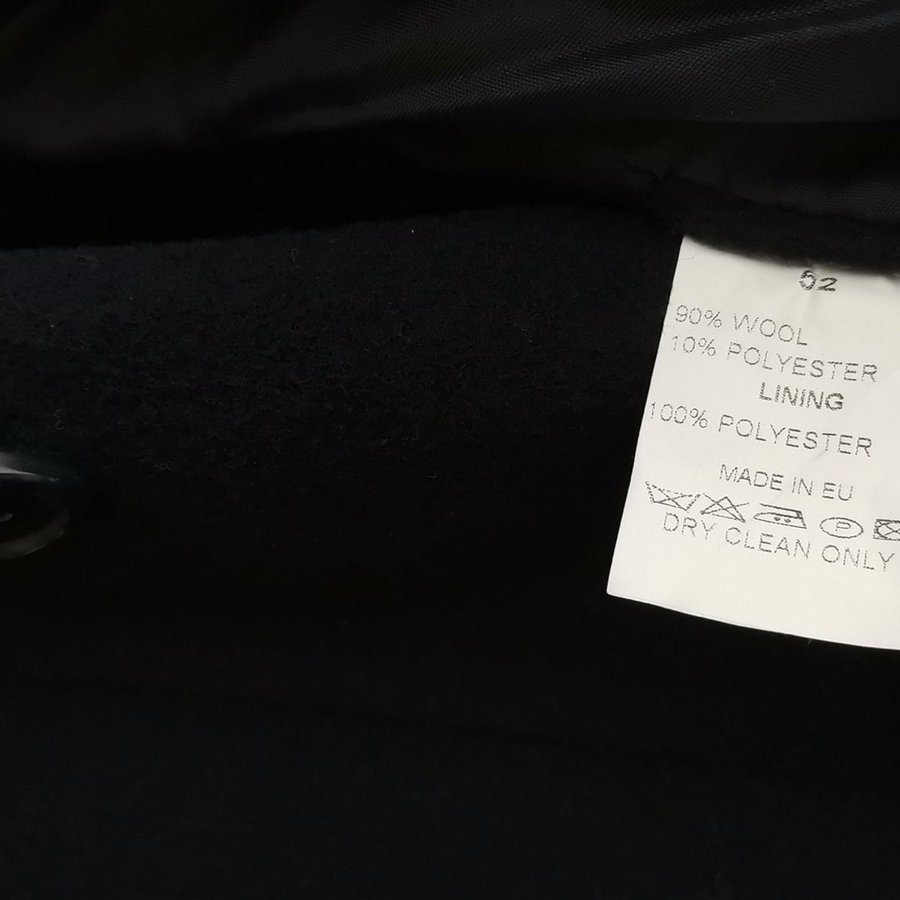 52
90% WOOL
10% POLYESTER
LINING
100% POLYESTER
MADE IN EU
P
DRY CLEAN ONLY